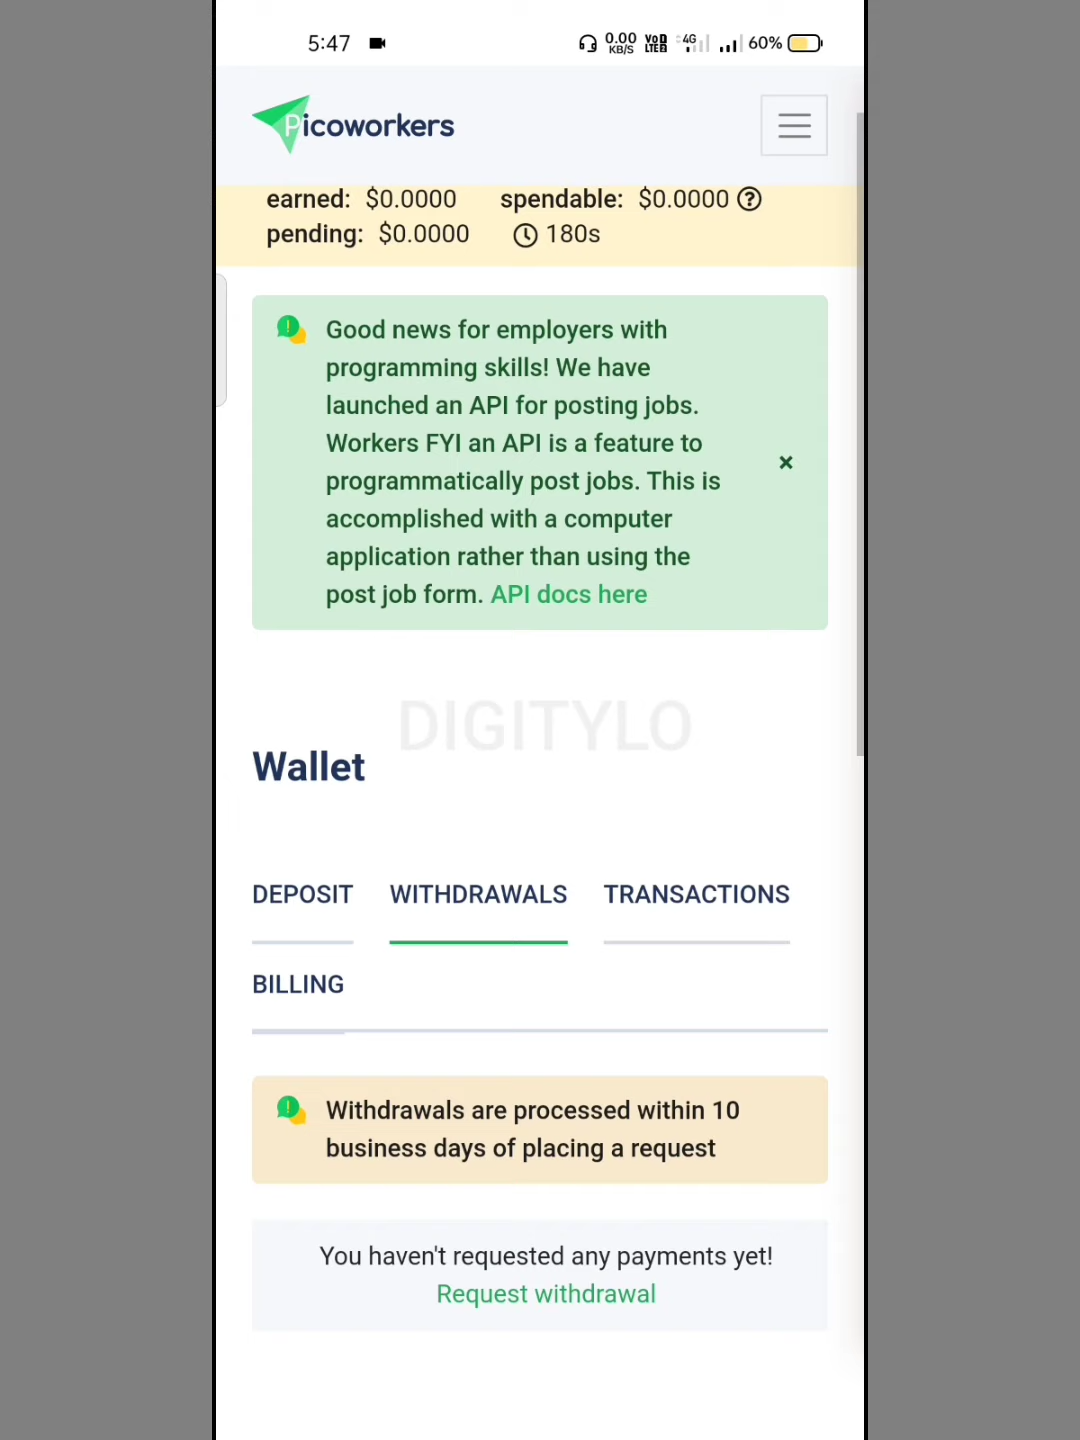 5:47 0.00 KB/S VoD LTE2 4G 60%
Picoworkers
earned: $0.0000 spendable: $0.0000
pending: $0.0000 180s
Good news for employers with
programming skills! We have
launched an API for posting jobs.
Workers FYI an API is a feature to
programmatically post jobs. This is
accomplished with a computer
application rather than using the
post job form. API docs here
DIGITYLO
Wallet
DEPOSIT WITHDRAWALS TRANSACTIONS
BILLING
Withdrawals are processed within 10
business days of placing a request
You haven't requested any payments yet!
Request withdrawal